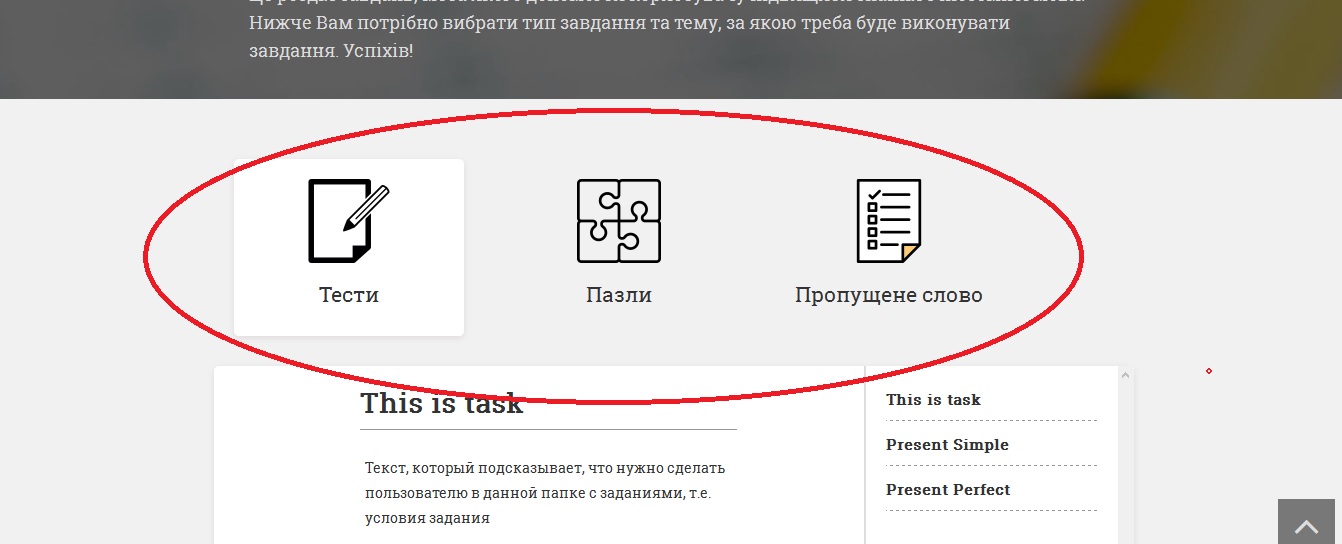 Нижче Вам потрібно вибрати тип завдання та тему, за якою треба буде виконувати
завдання. Успіхів!
Тести
Пазли
Пропущене слово
This is task
Текст, который подсказывает, что нужно сделать
пользователю в данной папке с заданиями, т.е.
условия задания
This is task
Present Simple
Present Perfect